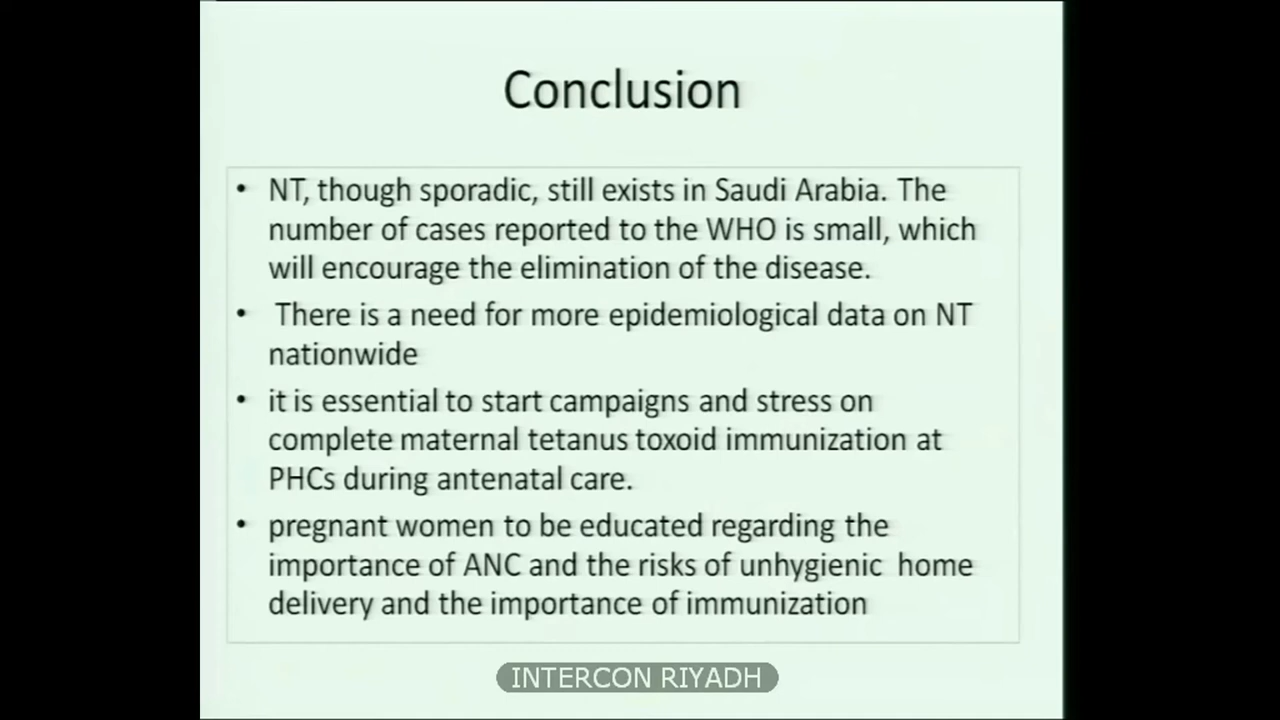 Conclusion
• NT, though sporadic, still exists in Saudi Arabia. The
number of cases reported to the WHO is small, which
will encourage the elimination of the disease.
• There is a need for more epidemiological data on NT
nationwide
• it is essential to start campaigns and stress on
complete maternal tetanus toxoid immunization at
PHCs during antenatal care.
• pregnant women to be educated regarding the
importance of ANC and the risks of unhygienic home
delivery and the importance of immunization
INTERCON RIYADH